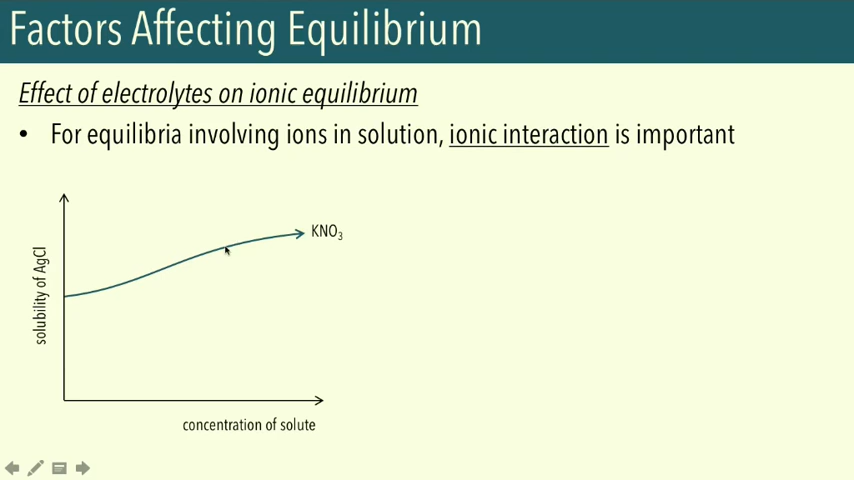 Factors Affecting Equilibrium
Effect of electrolytes on ionic equilibrium
• For equilibria involving ions in solution, ionic interaction is important
KNO₃
solubility of AgCl
concentration of solute